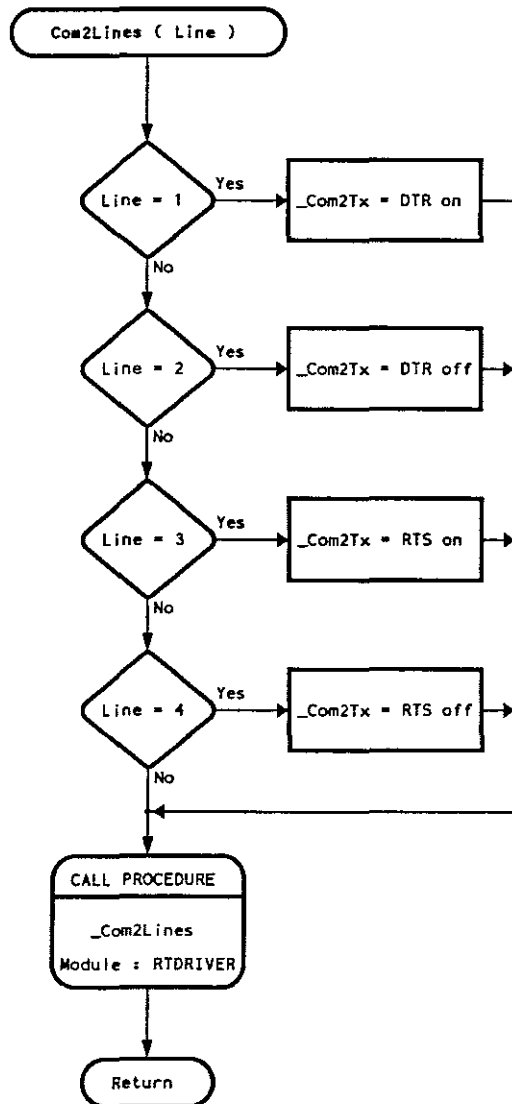 Com2Lines ( Line )
Line = 1
Yes
_Com2Tx = DTR on
No
Line = 2
Yes
_Com2Tx = DTR off
No
Line = 3
Yes
_Com2Tx = RTS on
No
Line = 4
Yes
_Com2Tx = RTS off
No
CALL PROCEDURE
_Com2Lines
Module : RTDRIVER
Return